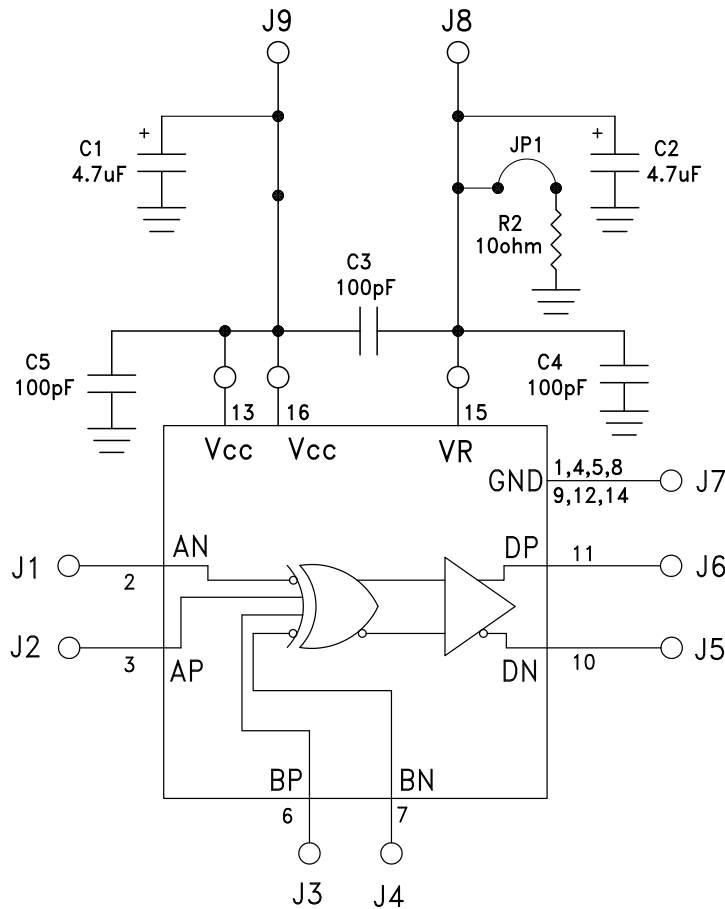 J9
J8
+
C1
4.7uF
JP1
+
C2
4.7uF
R2
10ohm
C3
100pF
C5
100pF
C4
100pF
13
16
15
Vcc
Vcc
VR
GND
1,4,5,8
9,12,14
J7
AN
DP
J1
2
11
J6
J2
3
AP
DN
10
J5
BP
BN
6
7
J3
J4